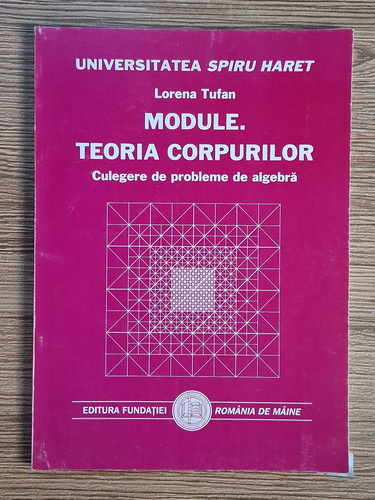 UNIVERSITATEA SPIRU HARET
Lorena Tufan
MODULE.
TEORIA CORPURILOR
Culegere de probleme de algebră
EDITURA FUNDAȚIEI ROMÂNIA DE MÂINE